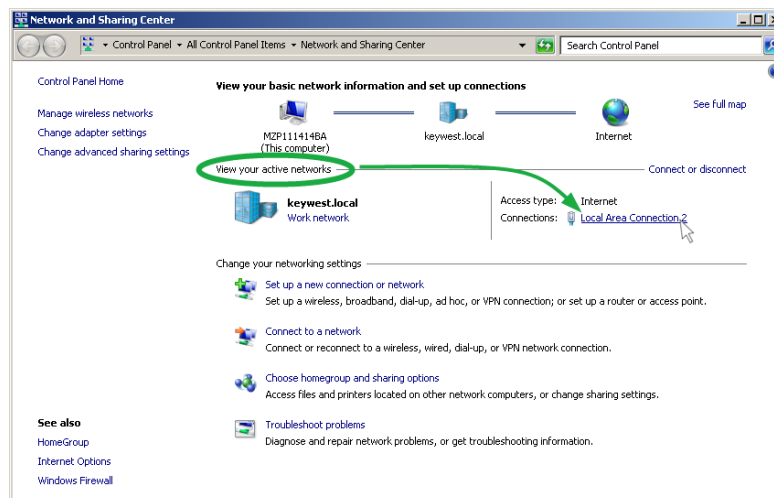 Network and Sharing Center
Control Panel Home
Manage wireless networks
Change adapter settings
Change advanced sharing settings
See also
HomeGroup
Internet Options
Windows Firewall
Control Panel All Control Panel Items Network and Sharing Center
Search Control Panel
View your basic network information and set up connections
See full map
MZP111414BA
(This computer)
keywest.local
Internet
View your active networks
Connect or disconnect
keywest.local
Work network
Access type: Internet
Connections: Local Area Connection 2
Change your networking settings
Set up a new connection or network
Set up a wireless, broadband, dial-up, ad hoc, or VPN connection; or set up a router or access point.
Connect to a network
Connect or reconnect to a wireless, wired, dial-up, or VPN network connection.
Choose homegroup and sharing options
Access files and printers located on other network computers, or change sharing settings.
Troubleshoot problems
Diagnose and repair network problems, or get troubleshooting information.